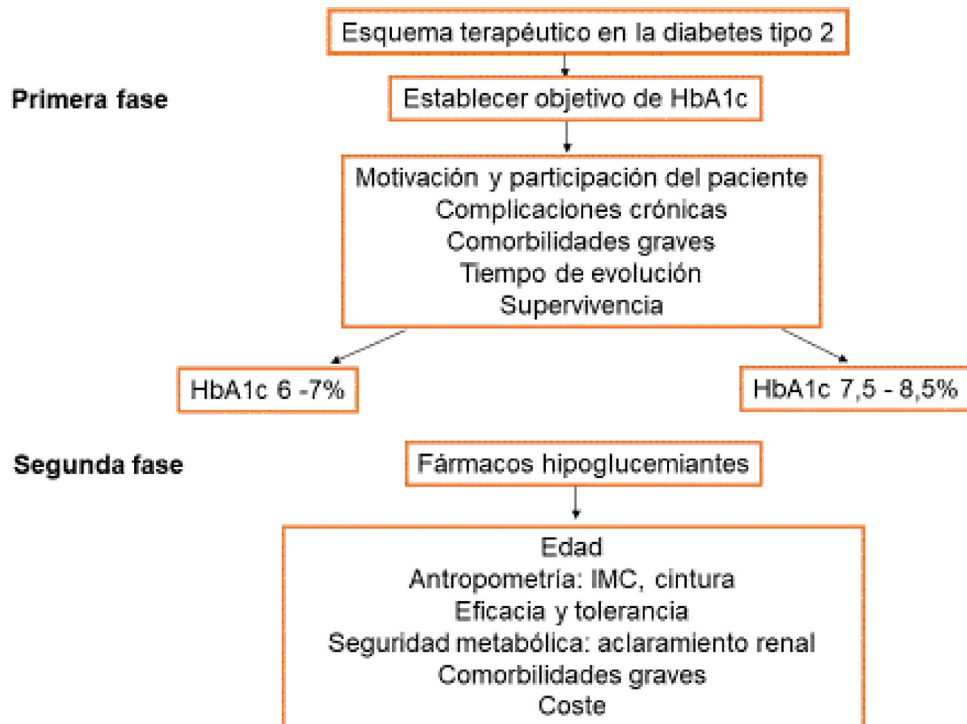 Esquema terapéutico en la diabetes tipo 2
Primera fase
Establecer objetivo de HbA1c
Motivación y participación del paciente
Complicaciones crónicas
Comorbilidades graves
Tiempo de evolución
Supervivencia
HbA1c 6 -7%
HbA1c 7,5 - 8,5%
Segunda fase
Fármacos hipoglucemiantes
Edad
Antropometría: IMC, cintura
Eficacia y tolerancia
Seguridad metabólica: aclaramiento renal
Comorbilidades graves
Coste